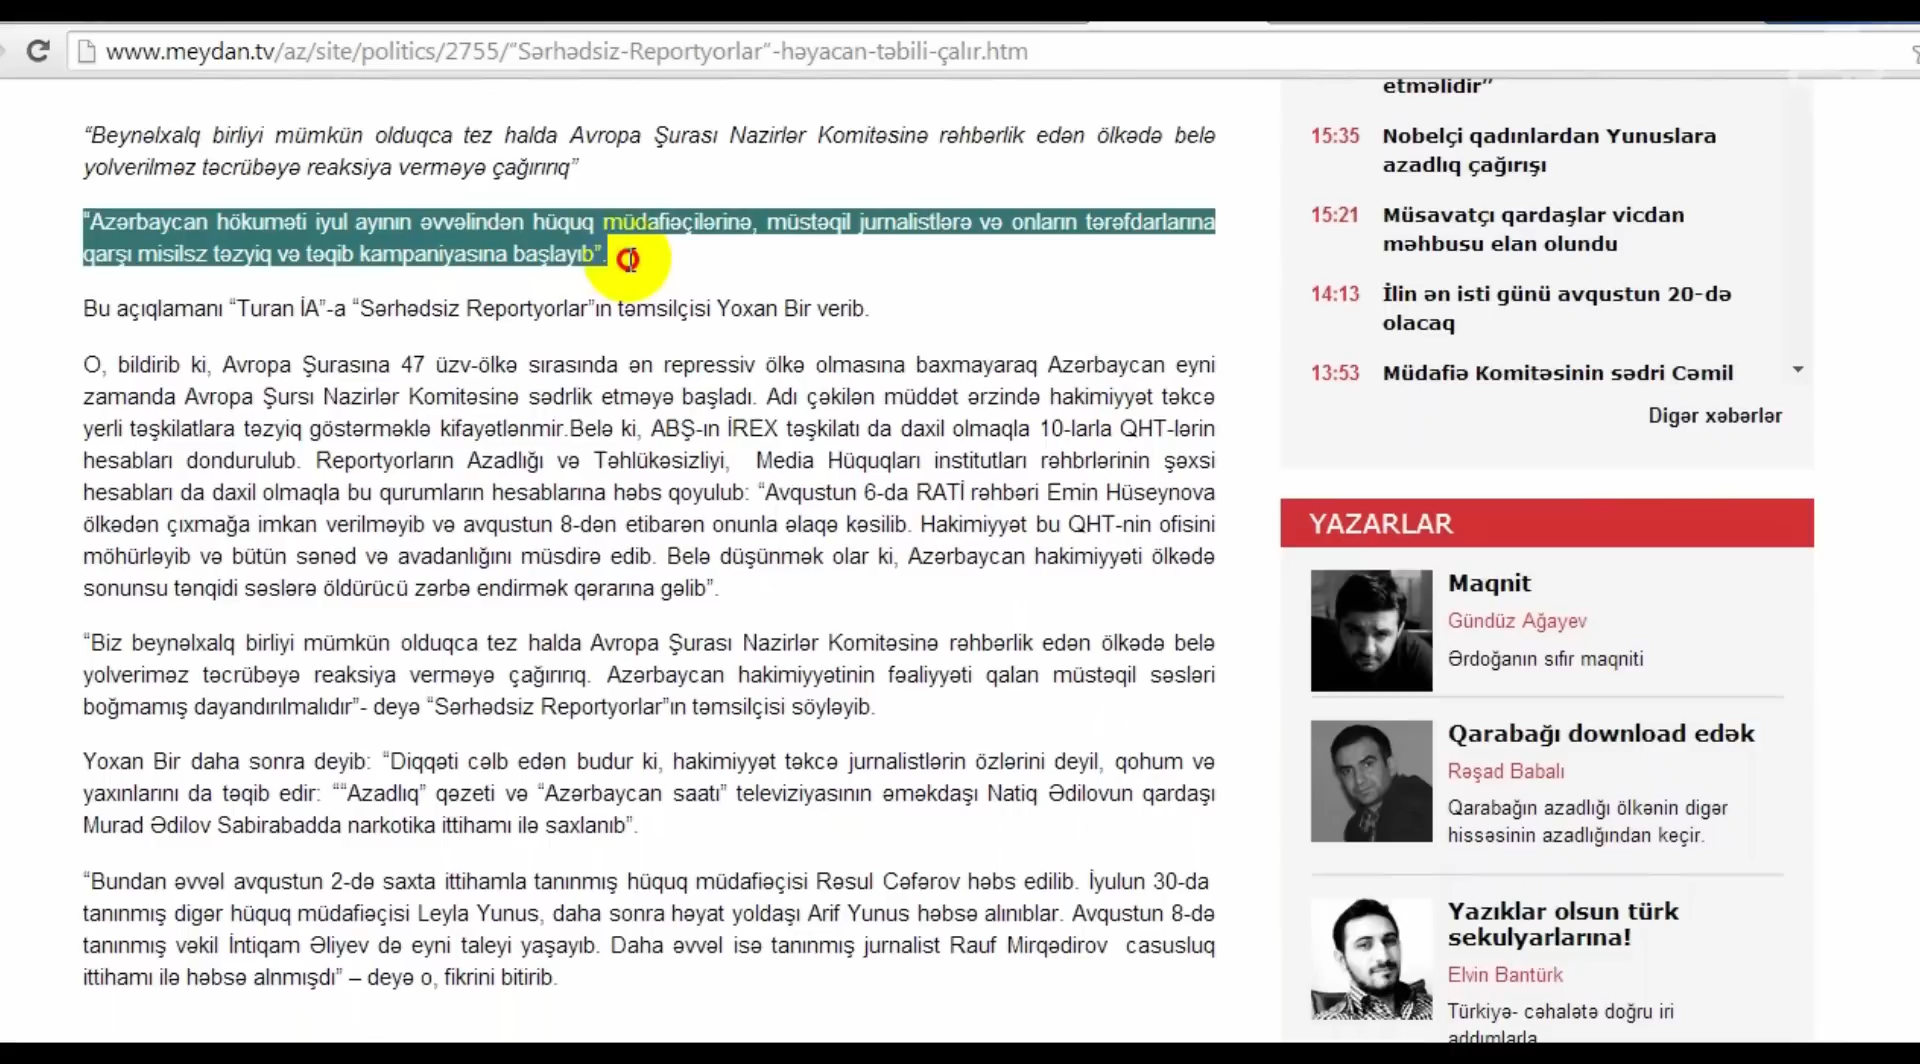 www.meydan.tv/az/site/politics/2755/"Sərhədsiz-Reportyorlar"-həyacan-təbili-çalır.htm
“Beynəlxalq birliyi mümkün olduqca tez halda Avropa Şurası Nazirlər Komitəsinə rəhbərlik edən ölkədə belə
yolverilməz təcrübəyə reaksiya verməyə çağırırıq”
“Azərbaycan hökuməti iyul ayının əvvəlindən hüquq müdafiəçilərinə, müstəqil jurnalistlərə və onların tərəfdarlarına
qarşı misilsz təzyiq və təqib kampaniyasına başlayıb”.
Bu açıqlamanı “Turan İA”-a “Sərhədsiz Reportyorlar”ın təmsilçisi Yoxan Bir verib.
O, bildirib ki, Avropa Şurasına 47 üzv-ölkə sırasında ən repressiv ölkə olmasına baxmayaraq Azərbaycan eyni
zamanda Avropa Şursı Nazirlər Komitəsinə sədrlik etməyə başladı. Adı çəkilən müddət ərzində hakimiyyət təkcə
yerli təşkilatlara təzyiq göstərməklə kifayətlənmir.Belə ki, ABŞ-ın İREX təşkilatı da daxil olmaqla 10-larla QHT-lərin
hesabları dondurulub. Reportyorların Azadlığı və Təhlükəsizliyi, Media Hüquqları institutları rəhbrlərinin şəxsi
hesabları da daxil olmaqla bu qurumların hesablarına həbs qoyulub: “Avqustun 6-da RATİ rəhbəri Emin Hüseynova
ölkədən çıxmağa imkan verilməyib və avqustun 8-dən etibarən onunla əlaqə kəsilib. Hakimiyyət bu QHT-nin ofisini
möhürləyib və bütün sənəd və avadanlığını müsdirə edib. Belə düşünmək olar ki, Azərbaycan hakimiyyəti ölkədə
sonunsu tənqidi səslərə öldürücü zərbə endirmək qərarına gəlib”.
“Biz beynəlxalq birliyi mümkün olduqca tez halda Avropa Şurası Nazirlər Komitəsinə rəhbərlik edən ölkədə belə
yolveriməz təcrübəyə reaksiya verməyə çağırırıq. Azərbaycan hakimiyyətinin fəaliyyəti qalan müstəqil səsləri
boğmamış dayandırılmalıdır”- deyə “Sərhədsiz Reportyorlar”ın təmsilçisi söyləyib.
Yoxan Bir daha sonra deyib: “Diqqəti cəlb edən budur ki, hakimiyyət təkcə jurnalistlərin özlərini deyil, qohum və
yaxınlarını da təqib edir: ““Azadlıq” qəzeti və “Azərbaycan saatı” televiziyasının əməkdaşı Natiq Ədilovun qardaşı
Murad Ədilov Sabirabadda narkotika ittihamı ilə saxlanıb”.
“Bundan əvvəl avqustun 2-də saxta ittihamla tanınmış hüquq müdafiəçisi Rəsul Cəfərov həbs edilib. İyulun 30-da
tanınmış digər hüquq müdafiəçisi Leyla Yunus, daha sonra həyat yoldaşı Arif Yunus həbsə alınıblar. Avqustun 8-də
tanınmış vəkil İntiqam Əliyev də eyni taleyi yaşayıb. Daha əvvəl isə tanınmış jurnalist Rauf Mirqədirov casusluq
ittihamı ilə həbsə alnmışdı” – deyə o, fikrini bitirib.
etməlidir”
15:35 Nobelçi qadınlardan Yunuslara
azadlıq çağırışı
15:21 Müsavatçı qardaşlar vicdan
məhbusu elan olundu
14:13 İlin ən isti günü avqustun 20-də
olacaq
13:53 Müdafiə Komitəsinin sədri Cəmil
Digər xəbərlər
YAZARLAR
Maqnit
Gündüz Ağayev
Ərdoğanın sıfır maqniti
Qarabağı download edək
Rəşad Babalı
Qarabağın azadlığı ölkənin digər
hissəsinin azadlığından keçir.
Yazıklar olsun türk
sekulyarlarına!
Elvin Bantürk
Türkiyə- cəhalətə doğru iri
addımlarla